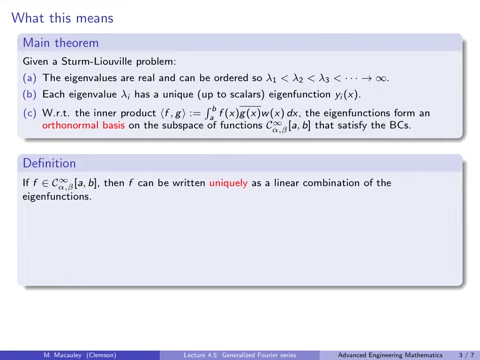 What this means
Main theorem
Given a Sturm-Liouville problem:
(a) The eigenvalues are real and can be ordered so λ₁ < λ₂ < λ₃ < ⋯ → ∞.
(b) Each eigenvalue λᵢ has a unique (up to scalars) eigenfunction yᵢ(x).
(c) W.r.t. the inner product ⟨f, g⟩ := ∫ₐᵇ f(x)g̅(̅x̅)̅w(x) dx, the eigenfunctions form an
orthonormal basis on the subspace of functions C^∞_{α,β}[a, b] that satisfy the BCs.
Definition
If f ∈ C^∞_{α,β}[a, b], then f can be written uniquely as a linear combination of the
eigenfunctions.
M. Macauley (Clemson) Lecture 4.5: Generalized Fourier series Advanced Engineering Mathematics 3 / 7